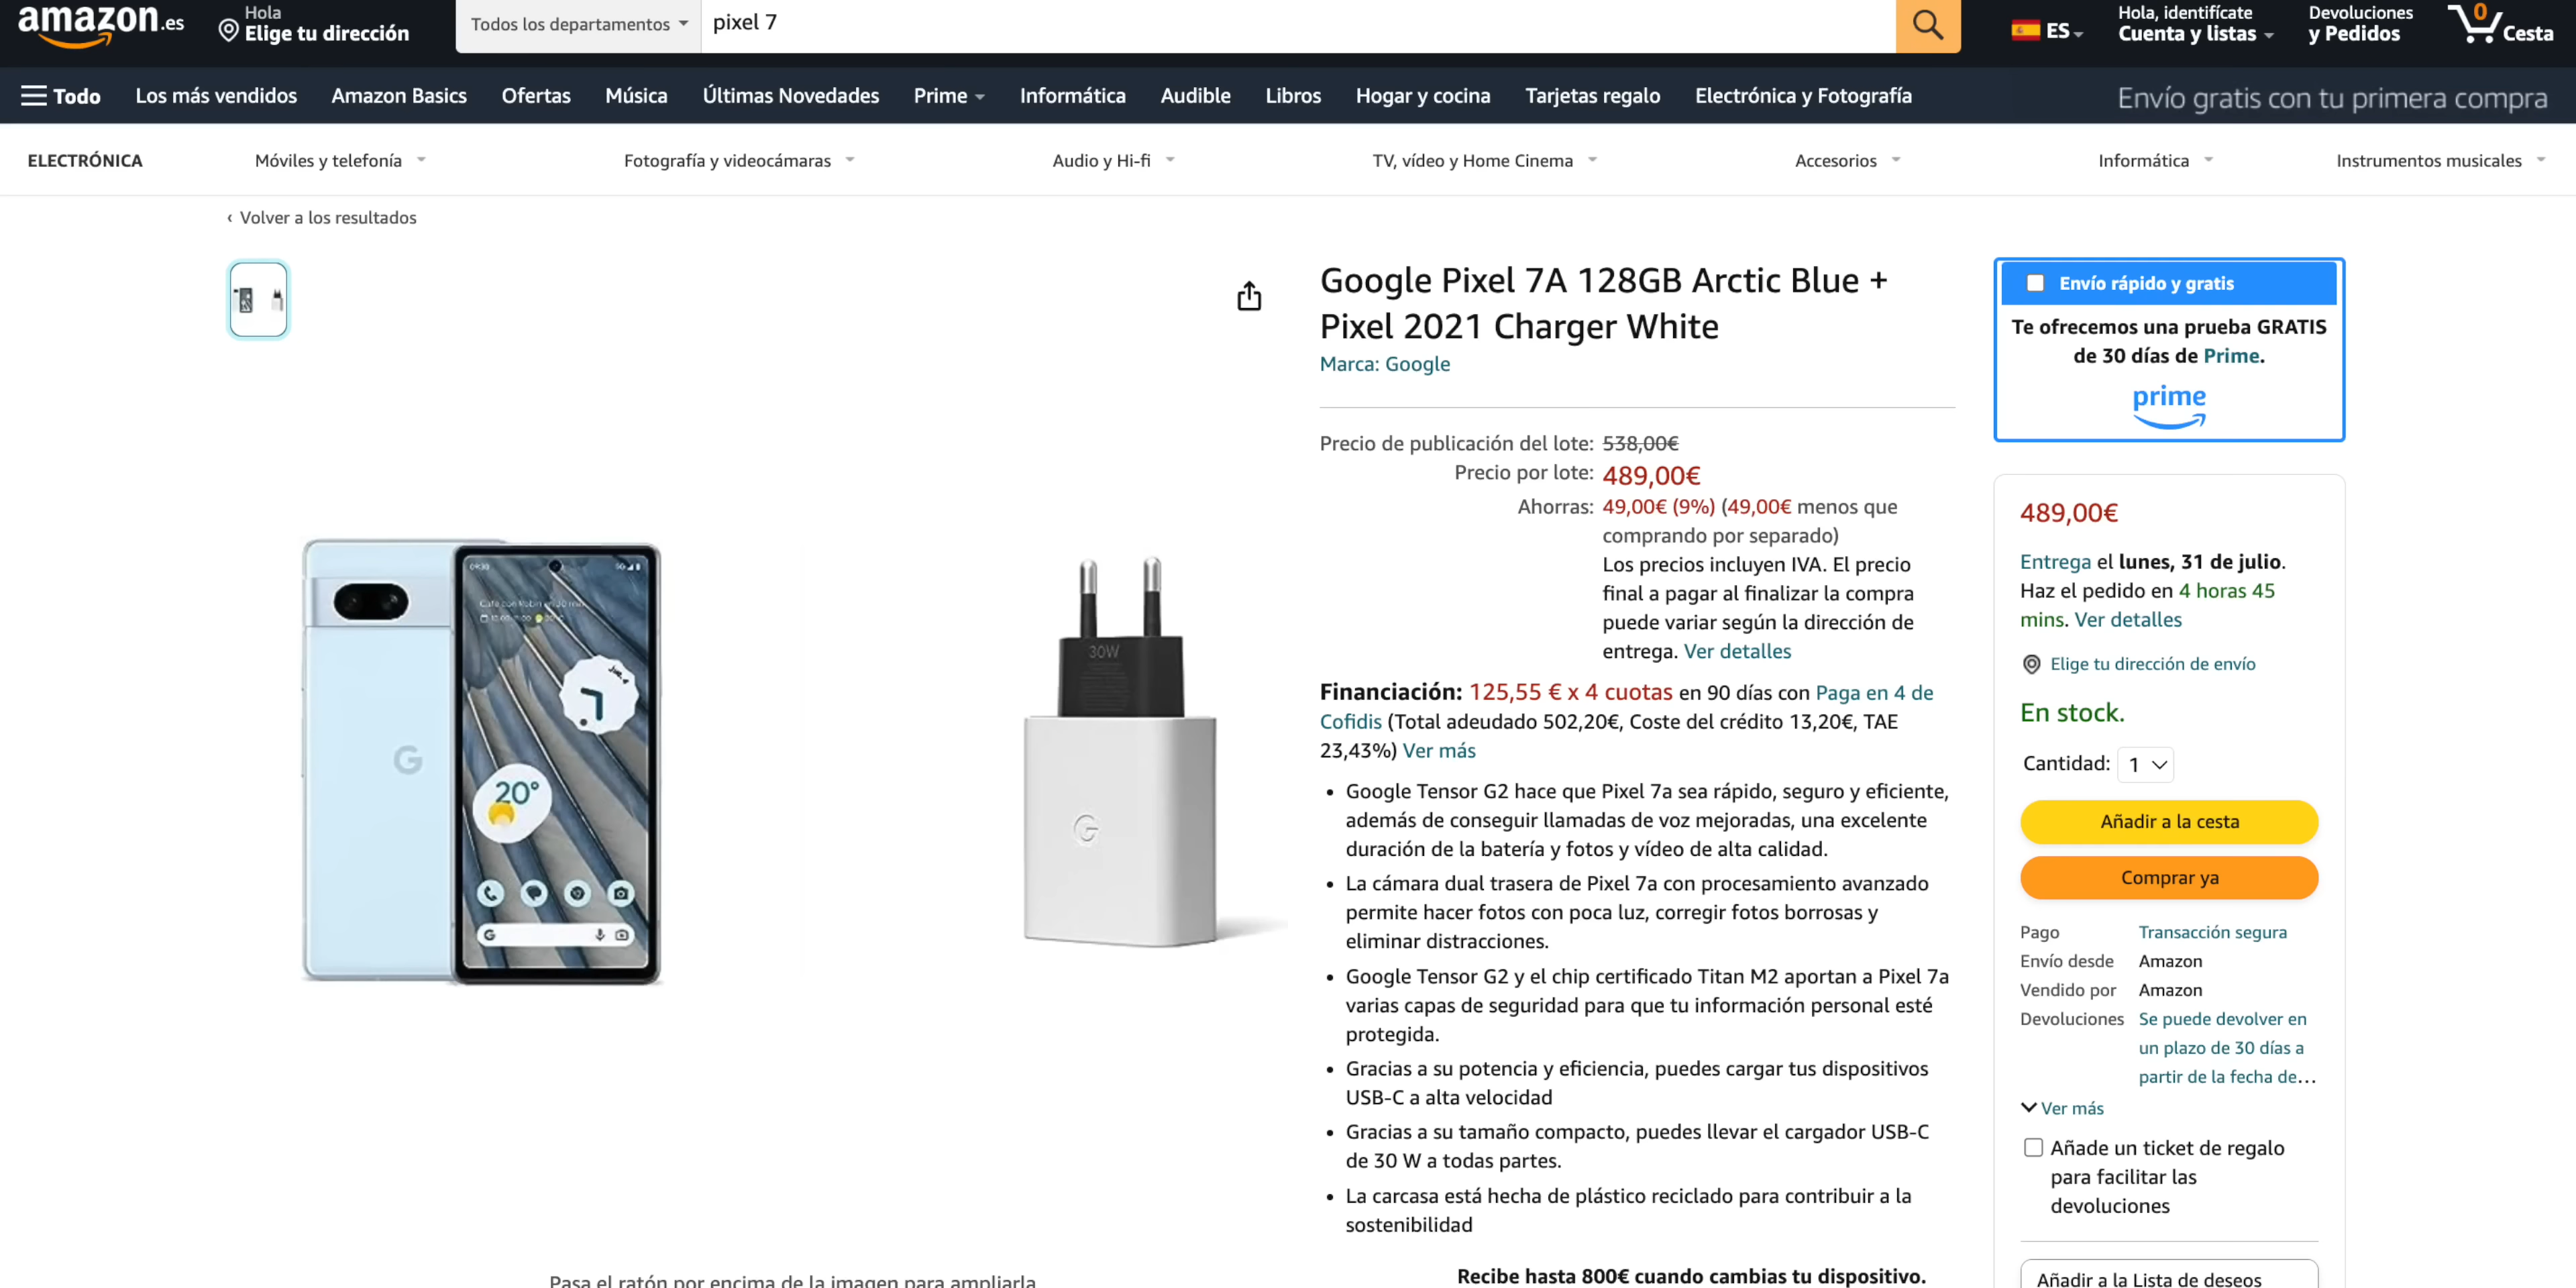 amazon.es
Hola
Elige tu dirección
Todos los departamentos
pixel 7
ES
Hola, identifícate
Cuenta y listas
Devoluciones
y Pedidos
0
Cesta
Todo
Los más vendidos
Amazon Basics
Ofertas
Música
Últimas Novedades
Prime
Informática
Audible
Libros
Hogar y cocina
Tarjetas regalo
Electrónica y Fotografía
Envío gratis con tu primera compra
ELECTRÓNICA
Móviles y telefonía
Fotografía y videocámaras
Audio y Hi-fi
TV, vídeo y Home Cinema
Accesorios
Informática
Instrumentos musicales
‹ Volver a los resultados
G
20°
30W
G
Pasa el ratón por encima de la imagen para ampliarla
Google Pixel 7A 128GB Arctic Blue +
Pixel 2021 Charger White
Marca: Google
Precio de publicación del lote: 538,00€
Precio por lote: 489,00€
Ahorras: 49,00€ (9%) (49,00€ menos que
comprando por separado)
Los precios incluyen IVA. El precio
final a pagar al finalizar la compra
puede variar según la dirección de
entrega. Ver detalles
Financiación: 125,55 € x 4 cuotas en 90 días con Paga en 4 de
Cofidis (Total adeudado 502,20€, Coste del crédito 13,20€, TAE
23,43%) Ver más
• Google Tensor G2 hace que Pixel 7a sea rápido, seguro y eficiente,
además de conseguir llamadas de voz mejoradas, una excelente
duración de la batería y fotos y vídeo de alta calidad.
• La cámara dual trasera de Pixel 7a con procesamiento avanzado
permite hacer fotos con poca luz, corregir fotos borrosas y
eliminar distracciones.
• Google Tensor G2 y el chip certificado Titan M2 aportan a Pixel 7a
varias capas de seguridad para que tu información personal esté
protegida.
• Gracias a su potencia y eficiencia, puedes cargar tus dispositivos
USB-C a alta velocidad
• Gracias a su tamaño compacto, puedes llevar el cargador USB-C
de 30 W a todas partes.
• La carcasa está hecha de plástico reciclado para contribuir a la
sostenibilidad
Recibe hasta 800€ cuando cambias tu dispositivo.
Envío rápido y gratis
Te ofrecemos una prueba GRATIS
de 30 días de Prime.
prime
489,00€
Entrega el lunes, 31 de julio.
Haz el pedido en 4 horas 45
mins. Ver detalles
Elige tu dirección de envío
En stock.
Cantidad: 1
Añadir a la cesta
Comprar ya
Pago Transacción segura
Envío desde Amazon
Vendido por Amazon
Devoluciones Se puede devolver en
un plazo de 30 días a
partir de la fecha de…
Ver más
Añade un ticket de regalo
para facilitar las
devoluciones
Añadir a la Lista de deseos